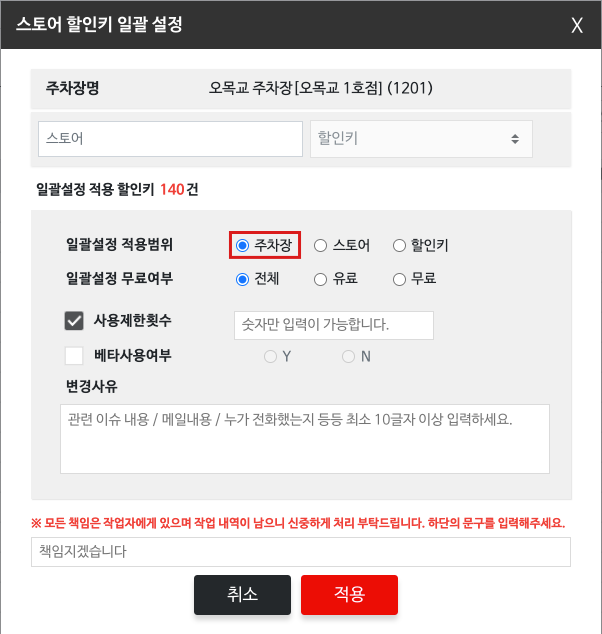 스토어 할인키 일괄 설정 X
주차장명 오목교 주차장[오목교 1호점] (1201)
스토어 할인키
일괄설정 적용 할인키 140건
일괄설정 적용범위 주차장 스토어 할인키
일괄설정 무료여부 전체 유료 무료
사용제한횟수 숫자만 입력이 가능합니다.
베타사용여부 Y N
변경사유
관련 이슈 내용 / 메일내용 / 누가 전화했는지 등등 최소 10글자 이상 입력하세요.
※ 모든 책임은 작업자에게 있으며 작업 내역이 남으니 신중하게 처리 부탁드립니다. 하단의 문구를 입력해주세요.
책임지겠습니다
취소 적용